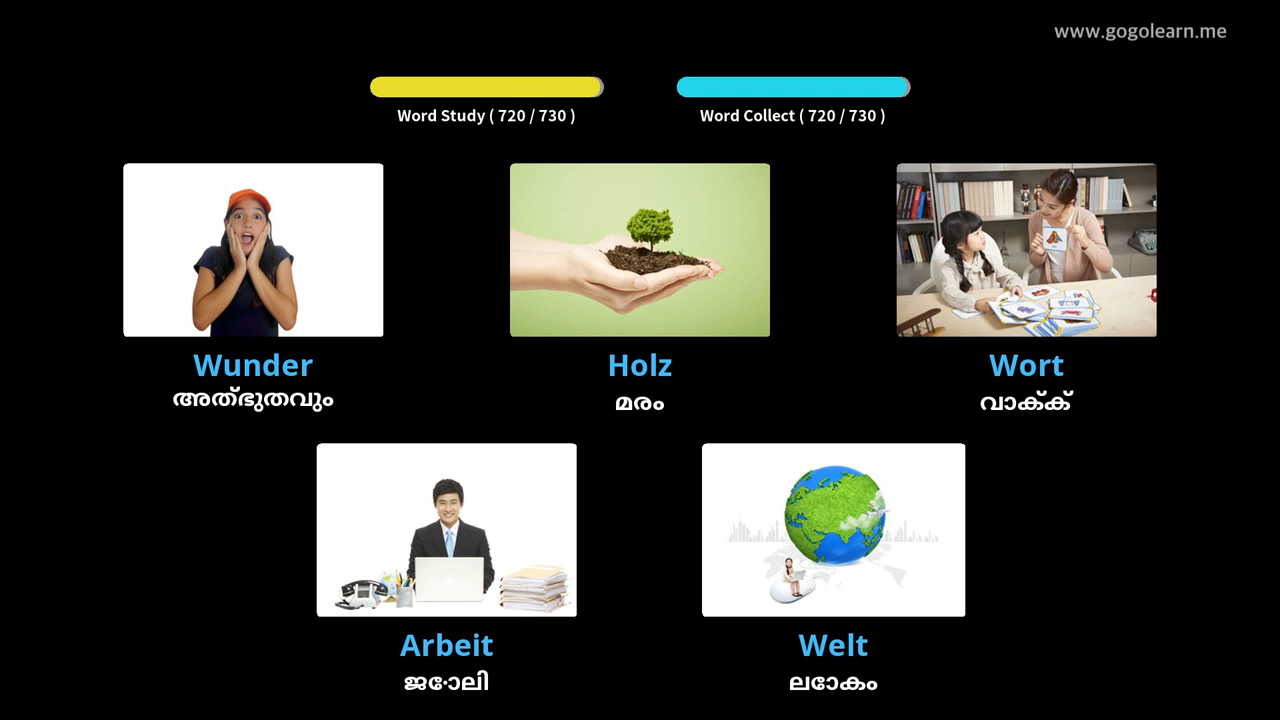 www.gogolearn.me
Word Study ( 720 / 730 )
Word Collect ( 720 / 730 )
Wunder
അത്ഭുതവും
Holz
മരം
Wort
വാക്ക്
Arbeit
ജോലി
Welt
ലോകം